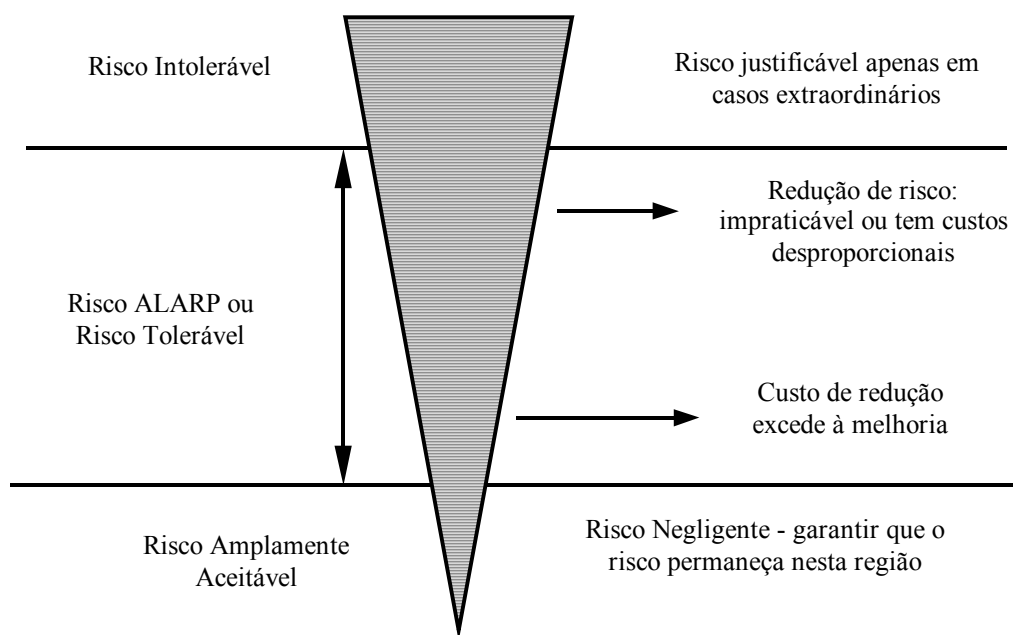 Risco Intolerável
Risco justificável apenas em
casos extraordinários
Redução de risco:
impraticável ou tem custos
desproporcionais
Risco ALARP ou
Risco Tolerável
Custo de redução
excede à melhoria
Risco Amplamente
Aceitável
Risco Negligente - garantir que o
risco permaneça nesta região